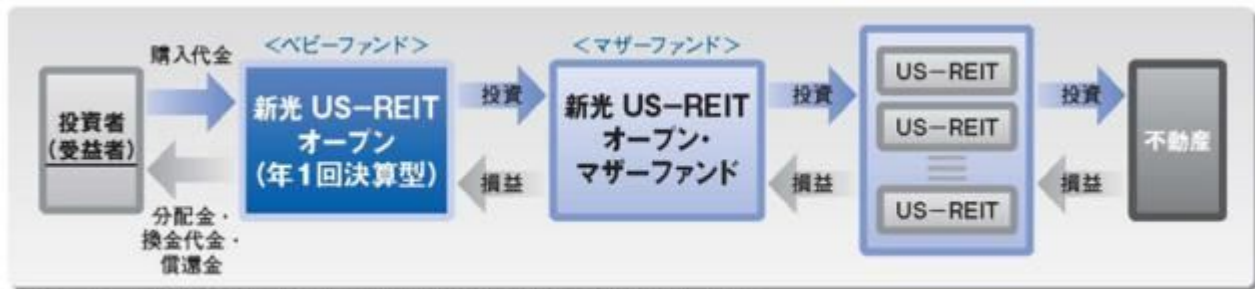 購入代金
投資者
(受益者)
分配金・
換金代金・
償還金
<ベビーファンド>
新光 US-REIT
オープン
(年1回決算型)
投資
損益
<マザーファンド>
新光 US-REIT
オープン・
マザーファンド
投資
損益
US-REIT
US-REIT
US-REIT
投資
損益
不動産